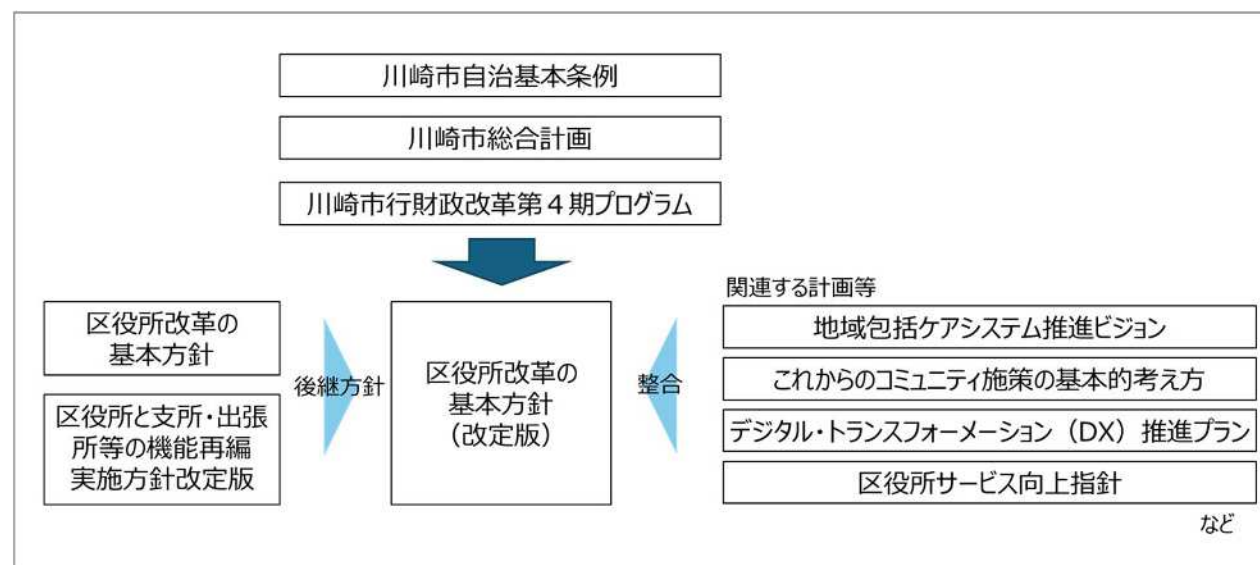 川崎市自治基本条例
川崎市総合計画
川崎市行財政改革第４期プログラム
区役所改革の
基本方針
区役所と支所・出張
所等の機能再編
実施方針改定版
後継方針
区役所改革の
基本方針
（改定版）
整合
関連する計画等
地域包括ケアシステム推進ビジョン
これからのコミュニティ施策の基本的考え方
デジタル・トランスフォーメーション（DX）推進プラン
区役所サービス向上指針
など